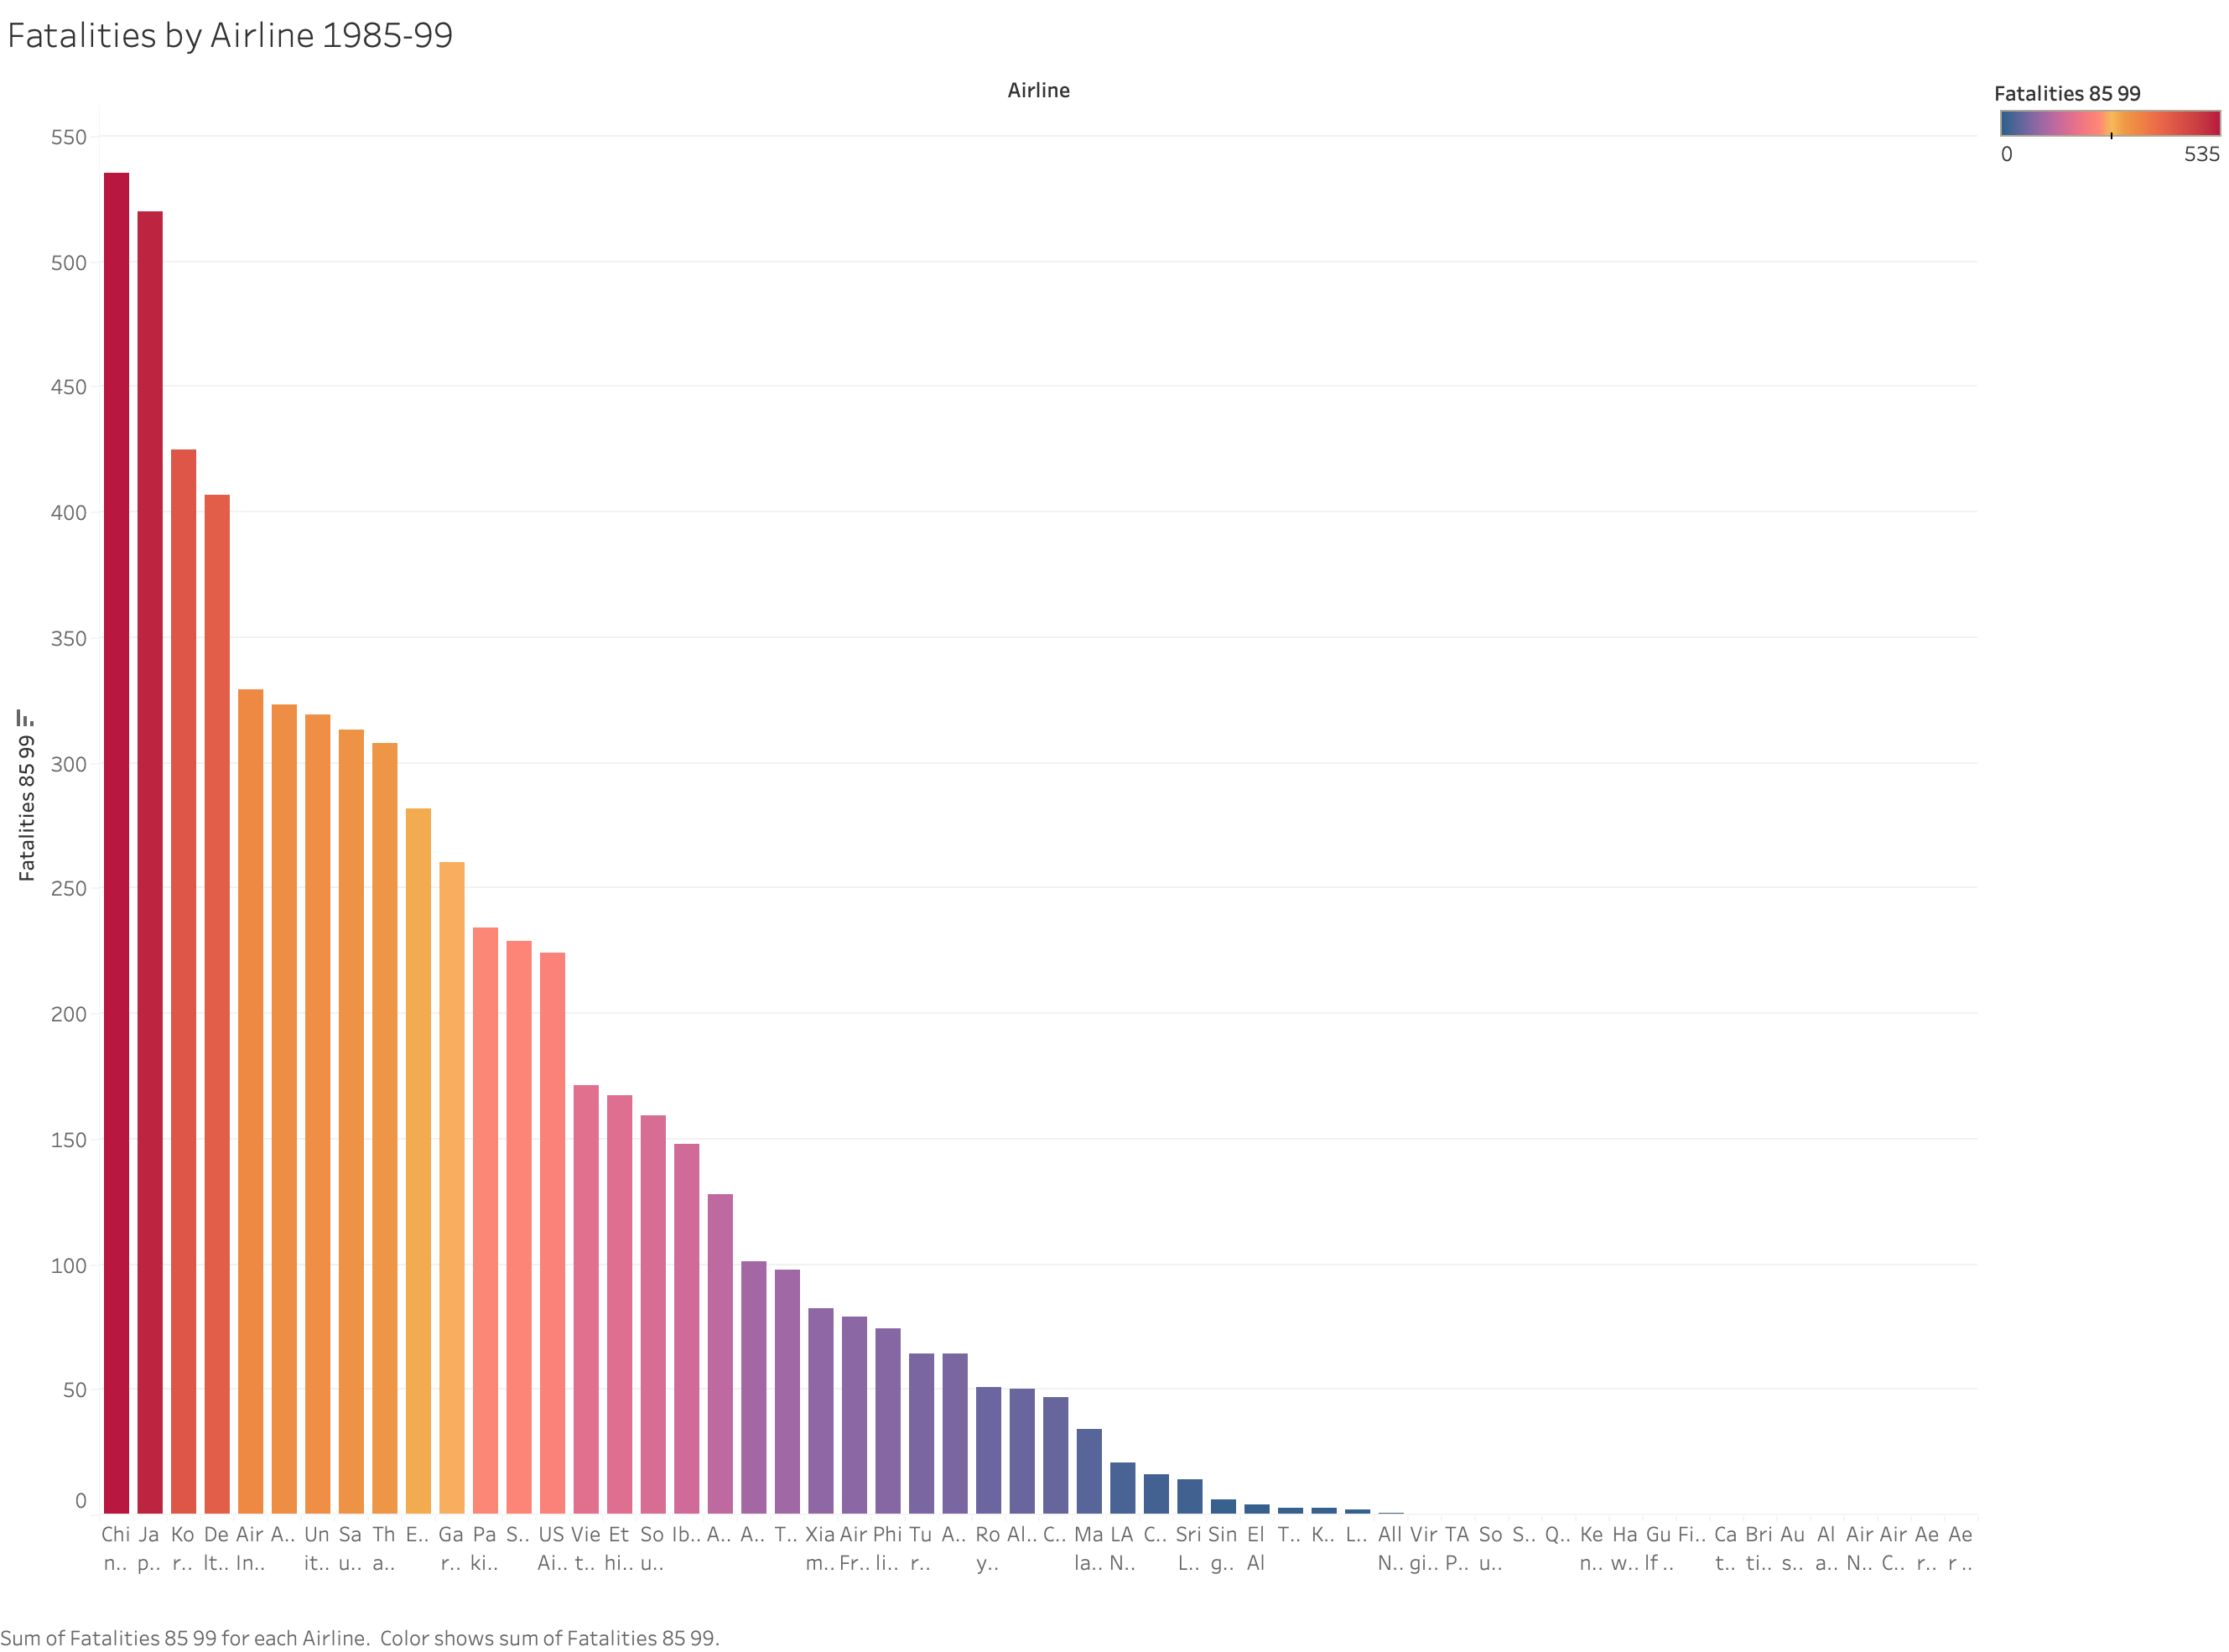 Fatalities by Airline 1985-99
Airline
Fatalities 85 99
0 535
Fatalities 85 99
550
500
450
400
350
300
250
200
150
100
50
0
Chi Ja Ko De Air A.. Un Sa Th E.. Ga Pa S.. US Vie Et So Ib.. A.. A.. T.. Xia Air Phi Tu A.. Ro Al.. C.. Ma LA C.. Sri Sin El T.. K.. L.. All Vir TA So S.. Q.. Ke Ha Gu Fi.. Ca Bri Au Al Air Air Ae Ae
n.. p.. r.. lt.. In.. it.. u.. a.. r.. ki.. Ai.. t.. hi.. u.. m.. Fr.. li.. r.. y.. la.. N.. L.. g.. Al N.. gi.. P.. u.. n.. w.. lf .. t.. ti.. s.. a.. N.. C.. r.. r ..
Sum of Fatalities 85 99 for each Airline. Color shows sum of Fatalities 85 99.